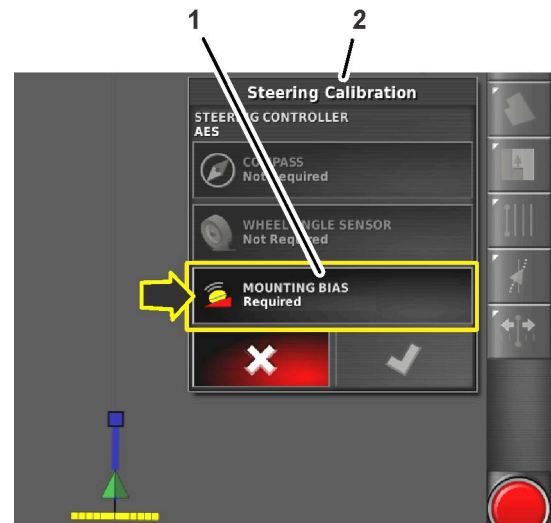 1 2
Steering Calibration
STEERING CONTROLLER
AES
COMPASS
Not Required
WHEEL ANGLE SENSOR
Not Required
MOUNTING BIAS
Required